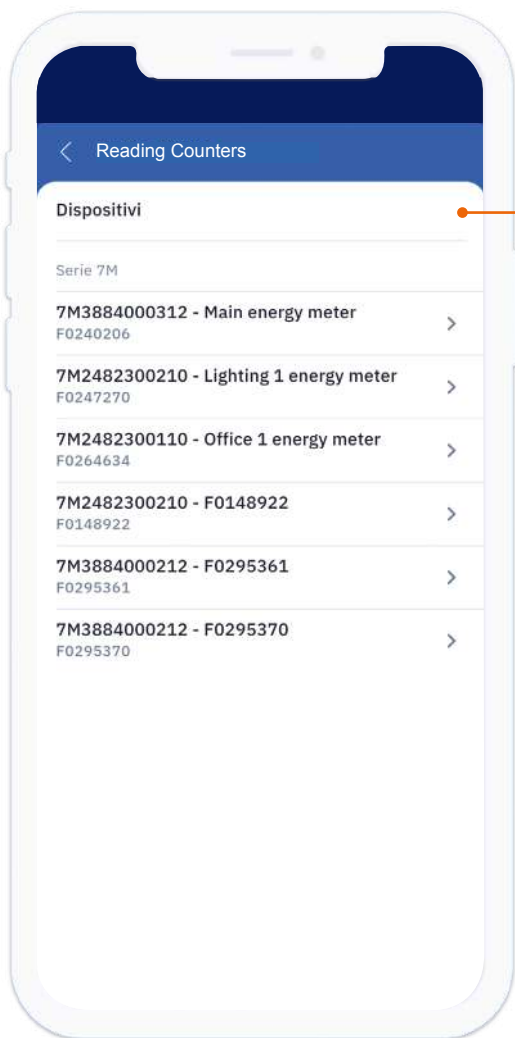 Reading Counters
Dispositivi
Serie 7M
7M3884000312 - Main energy meter
F0240206
7M2482300210 - Lighting 1 energy meter
F0247270
7M2482300110 - Office 1 energy meter
F0264634
7M2482300210 - F0148922
F0148922
7M3884000212 - F0295361
F0295361
7M3884000212 - F0295370
F0295370